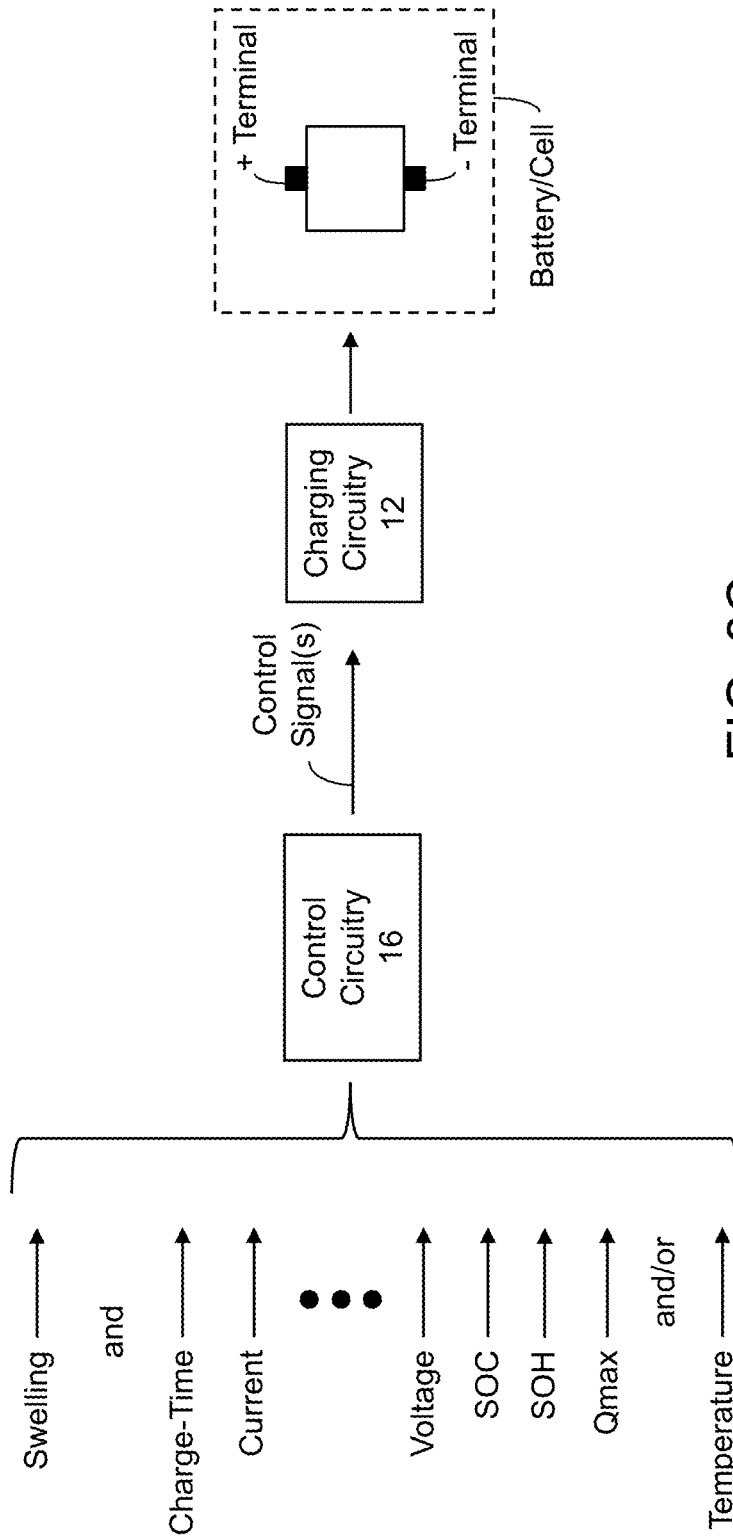 Swelling
and
Charge-Time
Current
Voltage
SOC
SOH
Qmax
and/or
Temperature
Control
Circuitry
16
Control
Signal(s)
Charging
Circuitry
12
+ Terminal
- Terminal
Battery/Cell
FIG